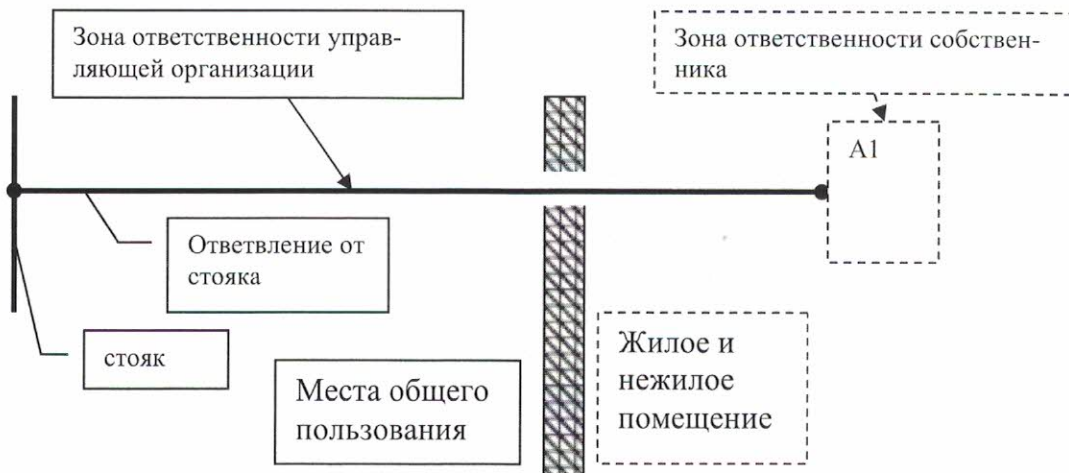 Зона ответственности управ-
ляющей организации
Зона ответственности собствен-
ника
А1
Ответвление от
стояка
стояк
Места общего
пользования
Жилое и
нежилое
помещение